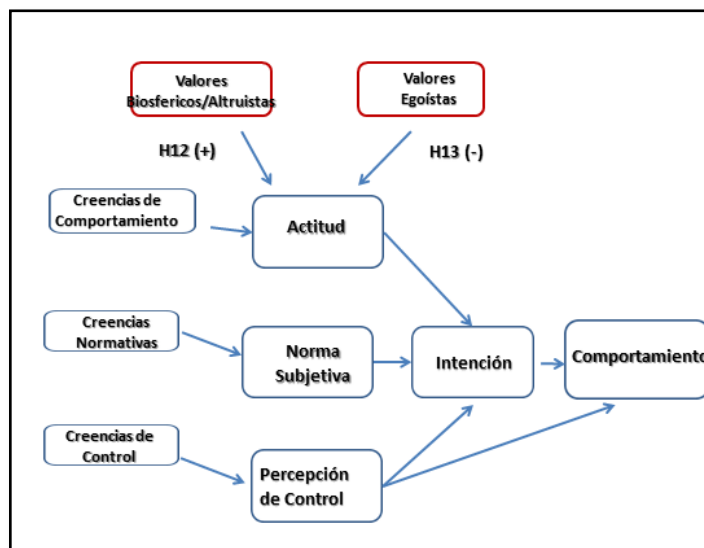 Valores
Biosfericos/Altruistas
Valores
Egoístas
H12 (+)
H13 (-)
Creencias de
Comportamiento
Actitud
Creencias
Normativas
Norma
Subjetiva
Intención
Comportamiento
Creencias de
Control
Percepción
de Control